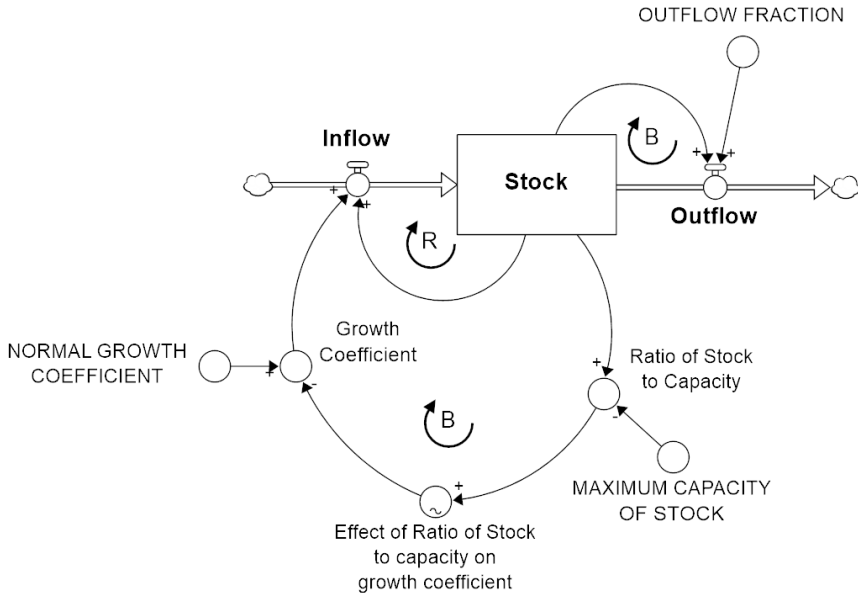 OUTFLOW FRACTION
Inflow
B
+
+
Stock
+
+
Outflow
R
NORMAL GROWTH
COEFFICIENT
+
Growth
Coefficient
-
+
Ratio of Stock
to Capacity
-
B
MAXIMUM CAPACITY
OF STOCK
+
~
Effect of Ratio of Stock
to capacity on
growth coefficient